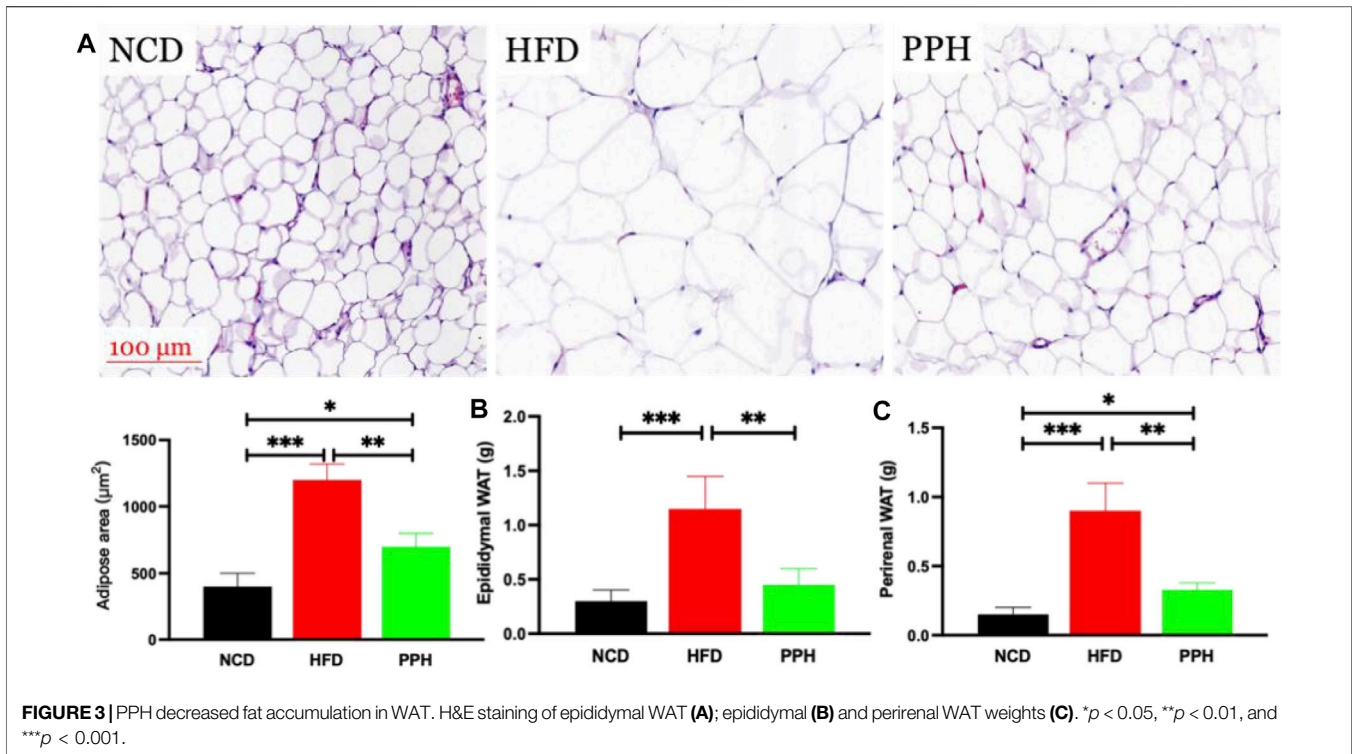 A
NCD
HFD
PPH
100 µm
Adipose area (µm²)
1500
1000
500
0
*
***
**
NCD
HFD
PPH
B
Epididymal WAT (g)
2.0
1.5
1.0
0.5
0.0
***
**
NCD
HFD
PPH
C
Perirenal WAT (g)
1.5
1.0
0.5
0.0
*
***
**
NCD
HFD
PPH
FIGURE 3 | PPH decreased fat accumulation in WAT. H&E staining of epididymal WAT (A); epididymal (B) and perirenal WAT weights (C). *p < 0.05, **p < 0.01, and
***p < 0.001.